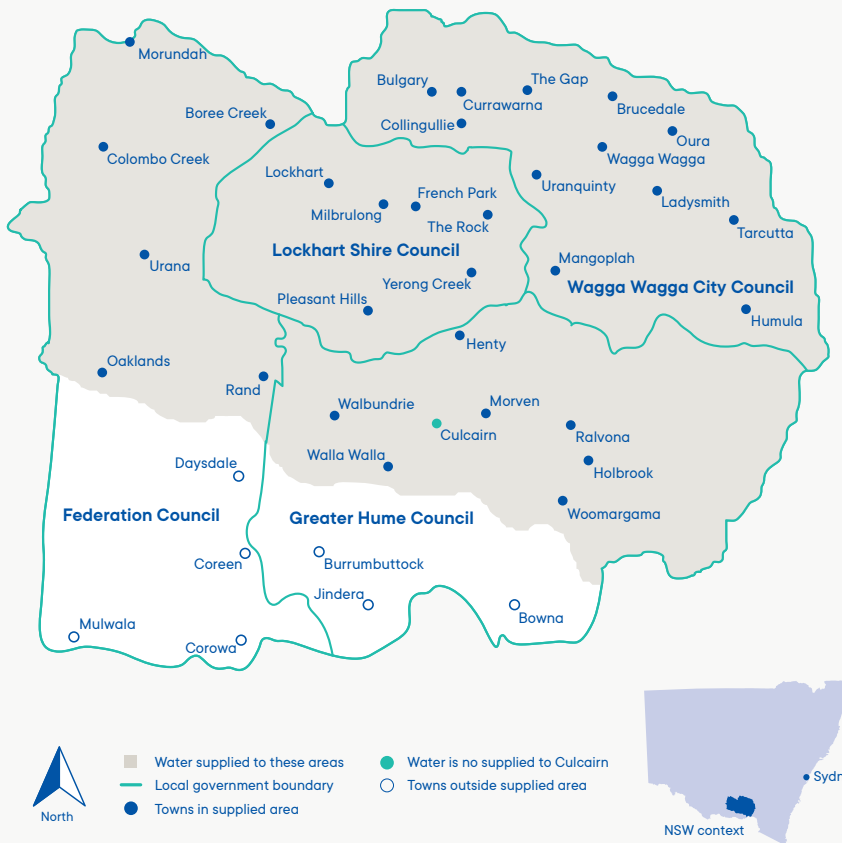 Morundah
Bulgary
The Gap
Currawarna
Brucedale
Boree Creek
Collingullie
Oura
Colombo Creek
Wagga Wagga
Lockhart
Uranquinty
French Park
Ladysmith
Milbrulong
The Rock
Tarcutta
Lockhart Shire Council
Mangoplah
Urana
Yerong Creek
Wagga Wagga City Council
Pleasant Hills
Humula
Henty
Oaklands
Rand
Walbundrie
Morven
Culcairn
Ralvona
Walla Walla
Daysdale
Holbrook
Federation Council
Greater Hume Council
Woomargama
Coreen
Burrumbuttock
Jindera
Bowna
Mulwala
Corowa
North
Water supplied to these areas
Local government boundary
Towns in supplied area
Water is no supplied to Culcairn
Towns outside supplied area
Sydn
NSW context